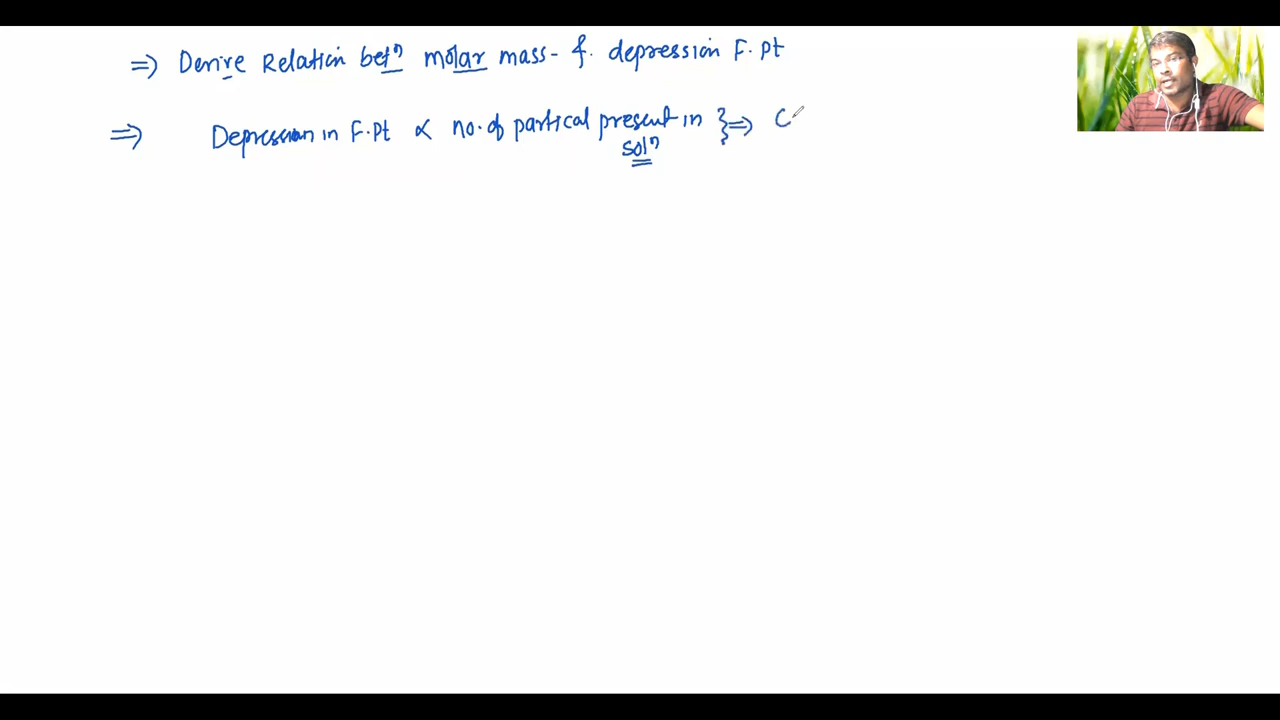 ⇒ Derive Relation betⁿ molar mass - f. depression F.pt
⇒ Depression in F.pt ∝ no. of partical present in } ⇒ C
solⁿ